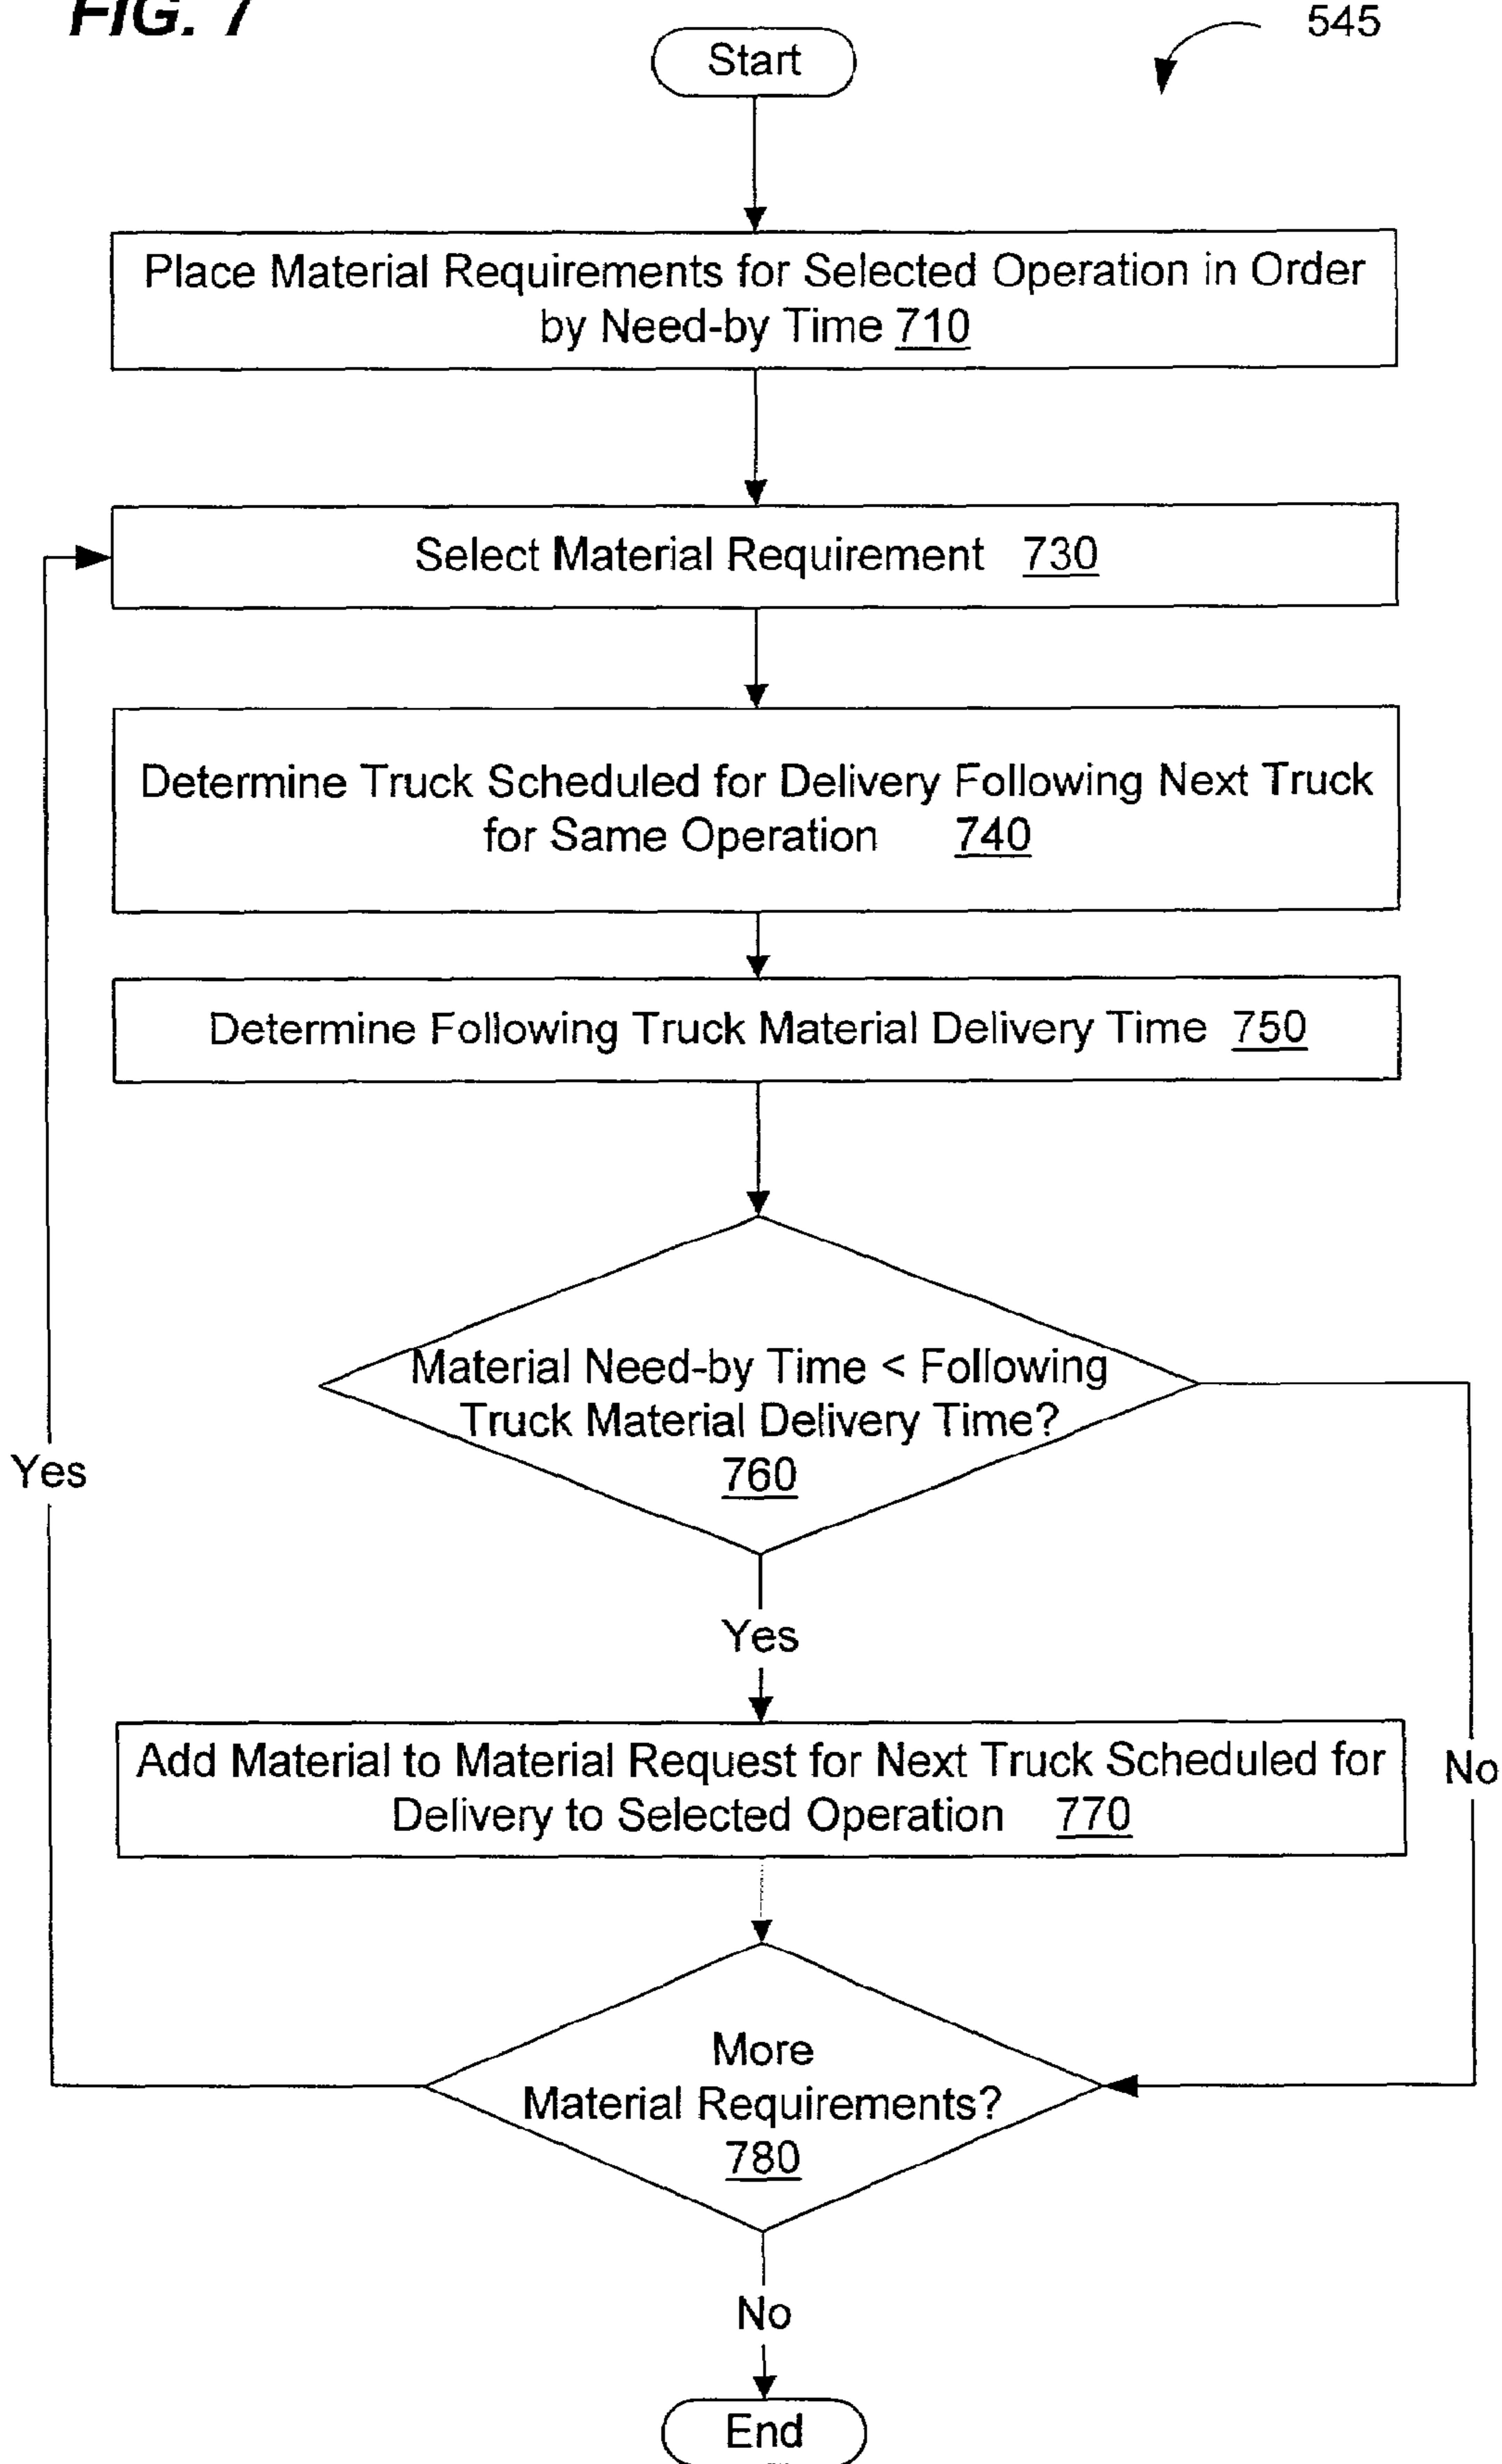 FIG. 7
545
Start
Place Material Requirements for Selected Operation in Order
by Need-by Time 710
Select Material Requirement 730
Determine Truck Scheduled for Delivery Following Next Truck
for Same Operation 740
Determine Following Truck Material Delivery Time 750
Material Need-by Time < Following
Truck Material Delivery Time?
760
Yes
Yes
Add Material to Material Request for Next Truck Scheduled for
Delivery to Selected Operation 770
No
More
Material Requirements?
780
No
End